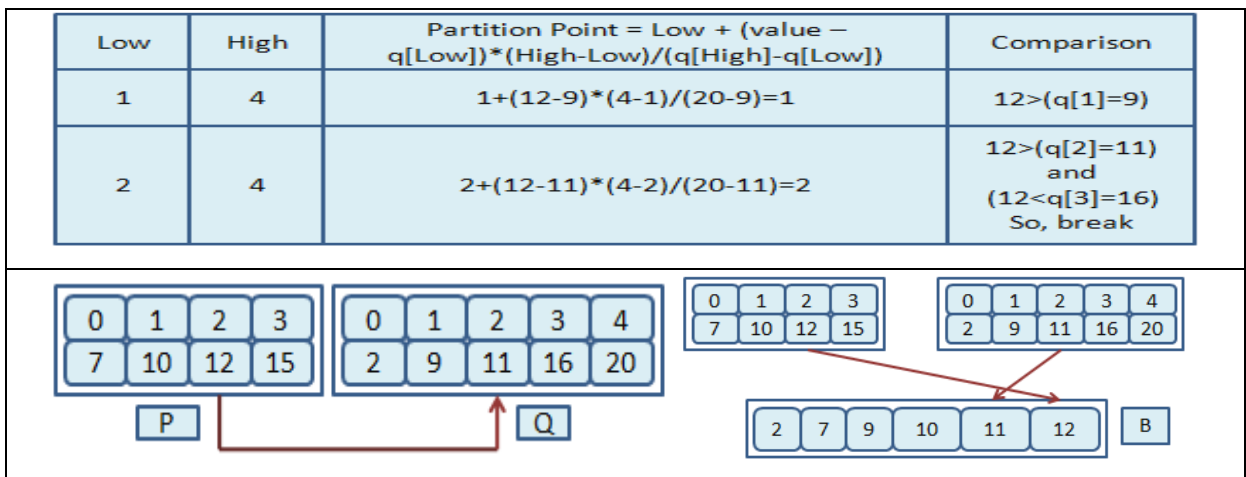 Low High Partition Point = Low + (value –
q[Low])*(High-Low)/(q[High]-q[Low]) Comparison
1 4 1+(12-9)*(4-1)/(20-9)=1 12>(q[1]=9)
2 4 2+(12-11)*(4-2)/(20-11)=2 12>(q[2]=11)
and
(12<q[3]=16)
So, break
0 1 2 3
7 10 12 15
P
0 1 2 3 4
2 9 11 16 20
Q
0 1 2 3
7 10 12 15
0 1 2 3 4
2 9 11 16 20
2 7 9 10 11 12
B